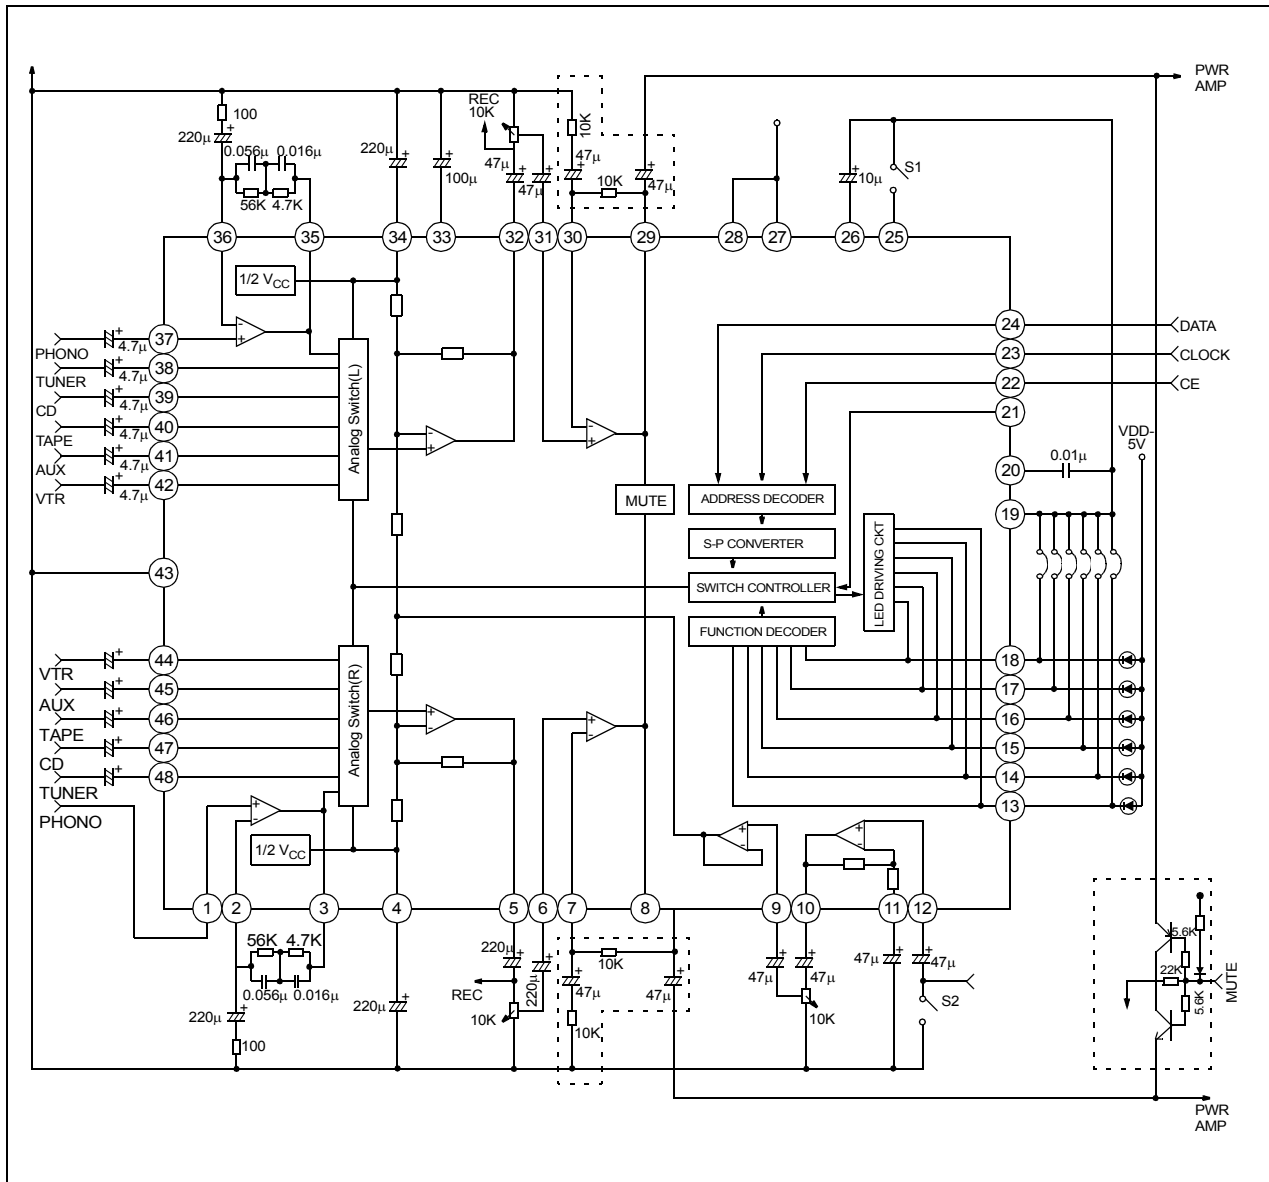 PWR
AMP
REC
10K
100
220µ
0.056µ 0.016µ
56K 4.7K
220µ
100µ
47µ
47µ
10K
47µ
10K
47µ
10µ
S1
36 35 34 33 32 31 30 29 28 27 26 25
1/2 VCC
PHONO
TUNER
CD
TAPE
AUX
VTR
4.7µ
4.7µ
4.7µ
4.7µ
4.7µ
4.7µ
37
38
39
40
41
42
43
Analog Switch(L)
MUTE
ADDRESS DECODER
S-P CONVERTER
SWITCH CONTROLLER
FUNCTION DECODER
LED DRIVING CKT
24
DATA
23
CLOCK
22
CE
21
VDD-
5V
20
0.01µ
19
18
17
16
15
14
13
44
45
46
47
48
VTR
AUX
TAPE
CD
TUNER
PHONO
Analog Switch(R)
1/2 VCC
1 2 3 4 5 6 7 8 9 10 11 12
56K 4.7K
0.056µ 0.016µ
220µ
100
220µ
220µ
REC
10K
220µ
10K
47µ
10K
47µ
47µ
47µ
10K
47µ
47µ
S2
5.6K
22K
5.6K
MUTE
PWR
AMP